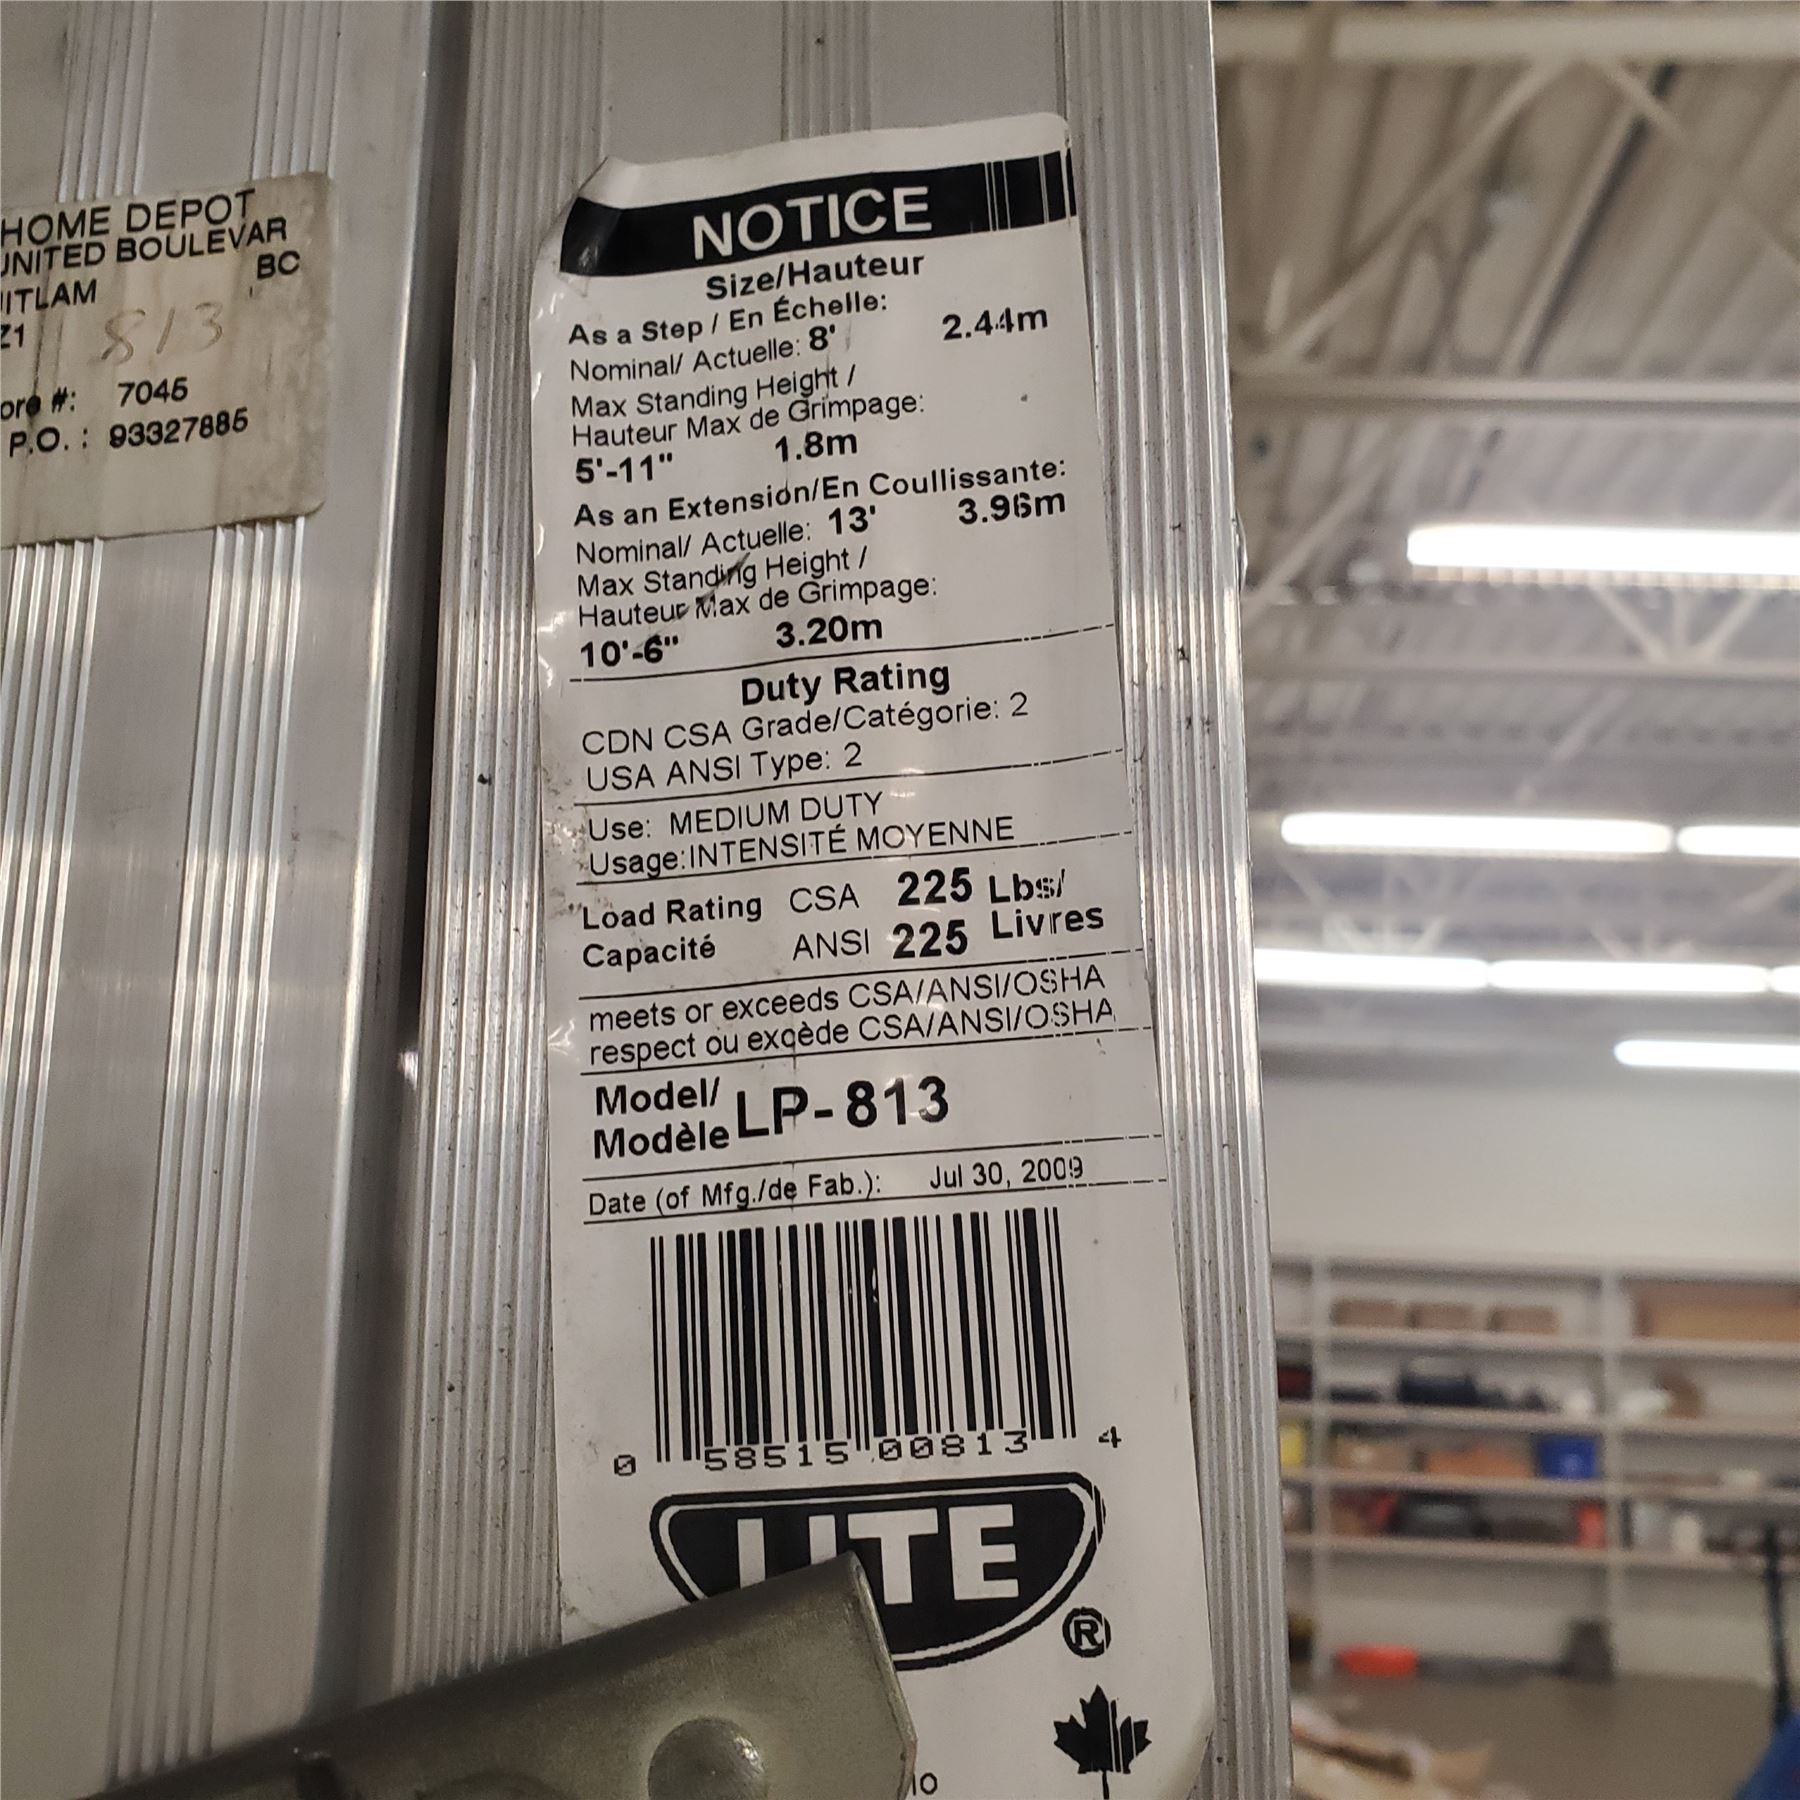 HOME DEPOT
UNITED BOULEVAR
BC
813
7045
P.O. : 93327885
NOTICE
Size/Hauteur
As a Step / En Échelle:
Nominal/ Actuelle: 8' 2.44m
Max Standing Height /
Hauteur Max de Grimpage:
5'-11" 1.8m
As an Extension/En Coullissante:
Nominal/ Actuelle: 13' 3.96m
Max Standing Height /
Hauteur Max de Grimpage:
10'-6" 3.20m
Duty Rating
CDN CSA Grade/Catégorie: 2
USA ANSI Type: 2
Use: MEDIUM DUTY
Usage:INTENSITÉ MOYENNE
Load Rating CSA 225 Lbs/
Capacité ANSI 225 Livres
meets or exceeds CSA/ANSI/OSHA
respect ou excède CSA/ANSI/OSHA
Model/
Modèle LP-813
Date (of Mfg./de Fab.): Jul 30, 2009
0 58515 00813 4
LITE
®